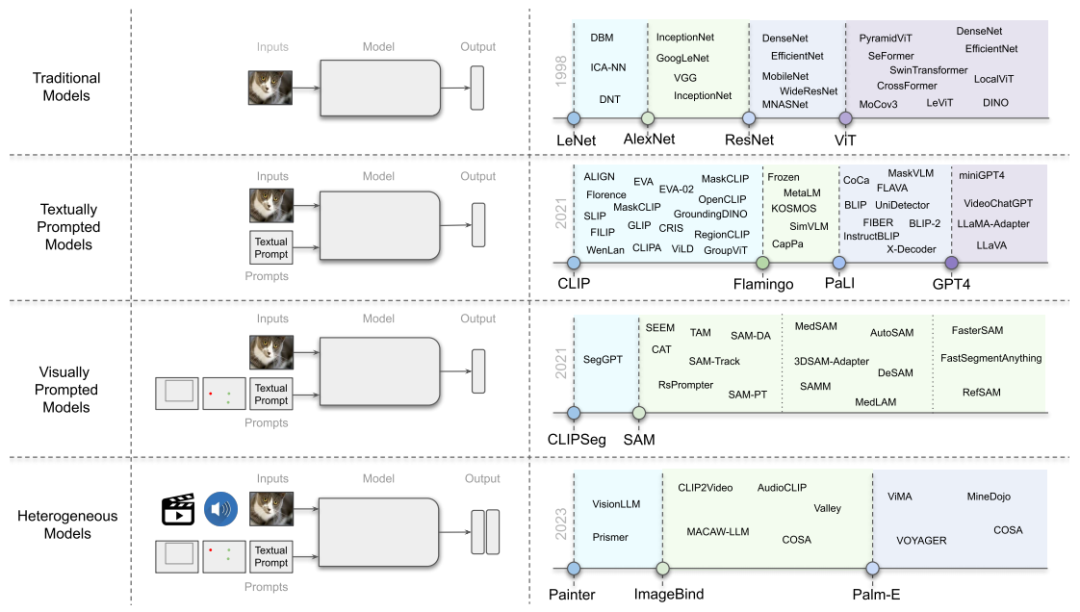 Traditional
Models
Inputs
Model
Output
1998
DBM
ICA-NN
DNT
InceptionNet
GoogLeNet
VGG
InceptionNet
DenseNet
EfficientNet
MobileNet
WideResNet
MNASNet
PyramidViT
DenseNet
SeFormer
EfficientNet
SwinTransformer
LocalViT
CrossFormer
MoCov3
LeViT
DINO
LeNet
AlexNet
ResNet
ViT
Textually
Prompted
Models
Inputs
Model
Output
Textual
Prompt
Prompts
2021
ALIGN
EVA
MaskCLIP
Florence
EVA-02
OpenCLIP
MaskCLIP
SLIP
GroundingDINO
FILIP
GLIP
CRIS
RegionCLIP
WenLan
CLIPA
ViLD
GroupViT
Frozen
MetaLM
KOSMOS
SimVLM
CapPa
CoCa
MaskVLM
FLAVA
BLIP
UniDetector
FIBER
BLIP-2
InstructBLIP
X-Decoder
miniGPT4
VideoChatGPT
LLaMA-Adapter
LLaVA
CLIP
Flamingo
PaLI
GPT4
Visually
Prompted
Models
Inputs
Model
Output
Textual
Prompt
Prompts
2021
SegGPT
SEEM
TAM
SAM-DA
CAT
SAM-Track
RsPrompter
SAM-PT
MedSAM
AutoSAM
3DSAM-Adapter
DeSAM
SAMM
MedLAM
FasterSAM
FastSegmentAnything
RefSAM
CLIPSeg
SAM
Heterogeneous
Models
Inputs
Model
Output
Textual
Prompt
Prompts
2023
VisionLLM
Prismer
CLIP2Video
AudioCLIP
Valley
MACAW-LLM
COSA
ViMA
MineDojo
VOYAGER
COSA
Painter
ImageBind
Palm-E